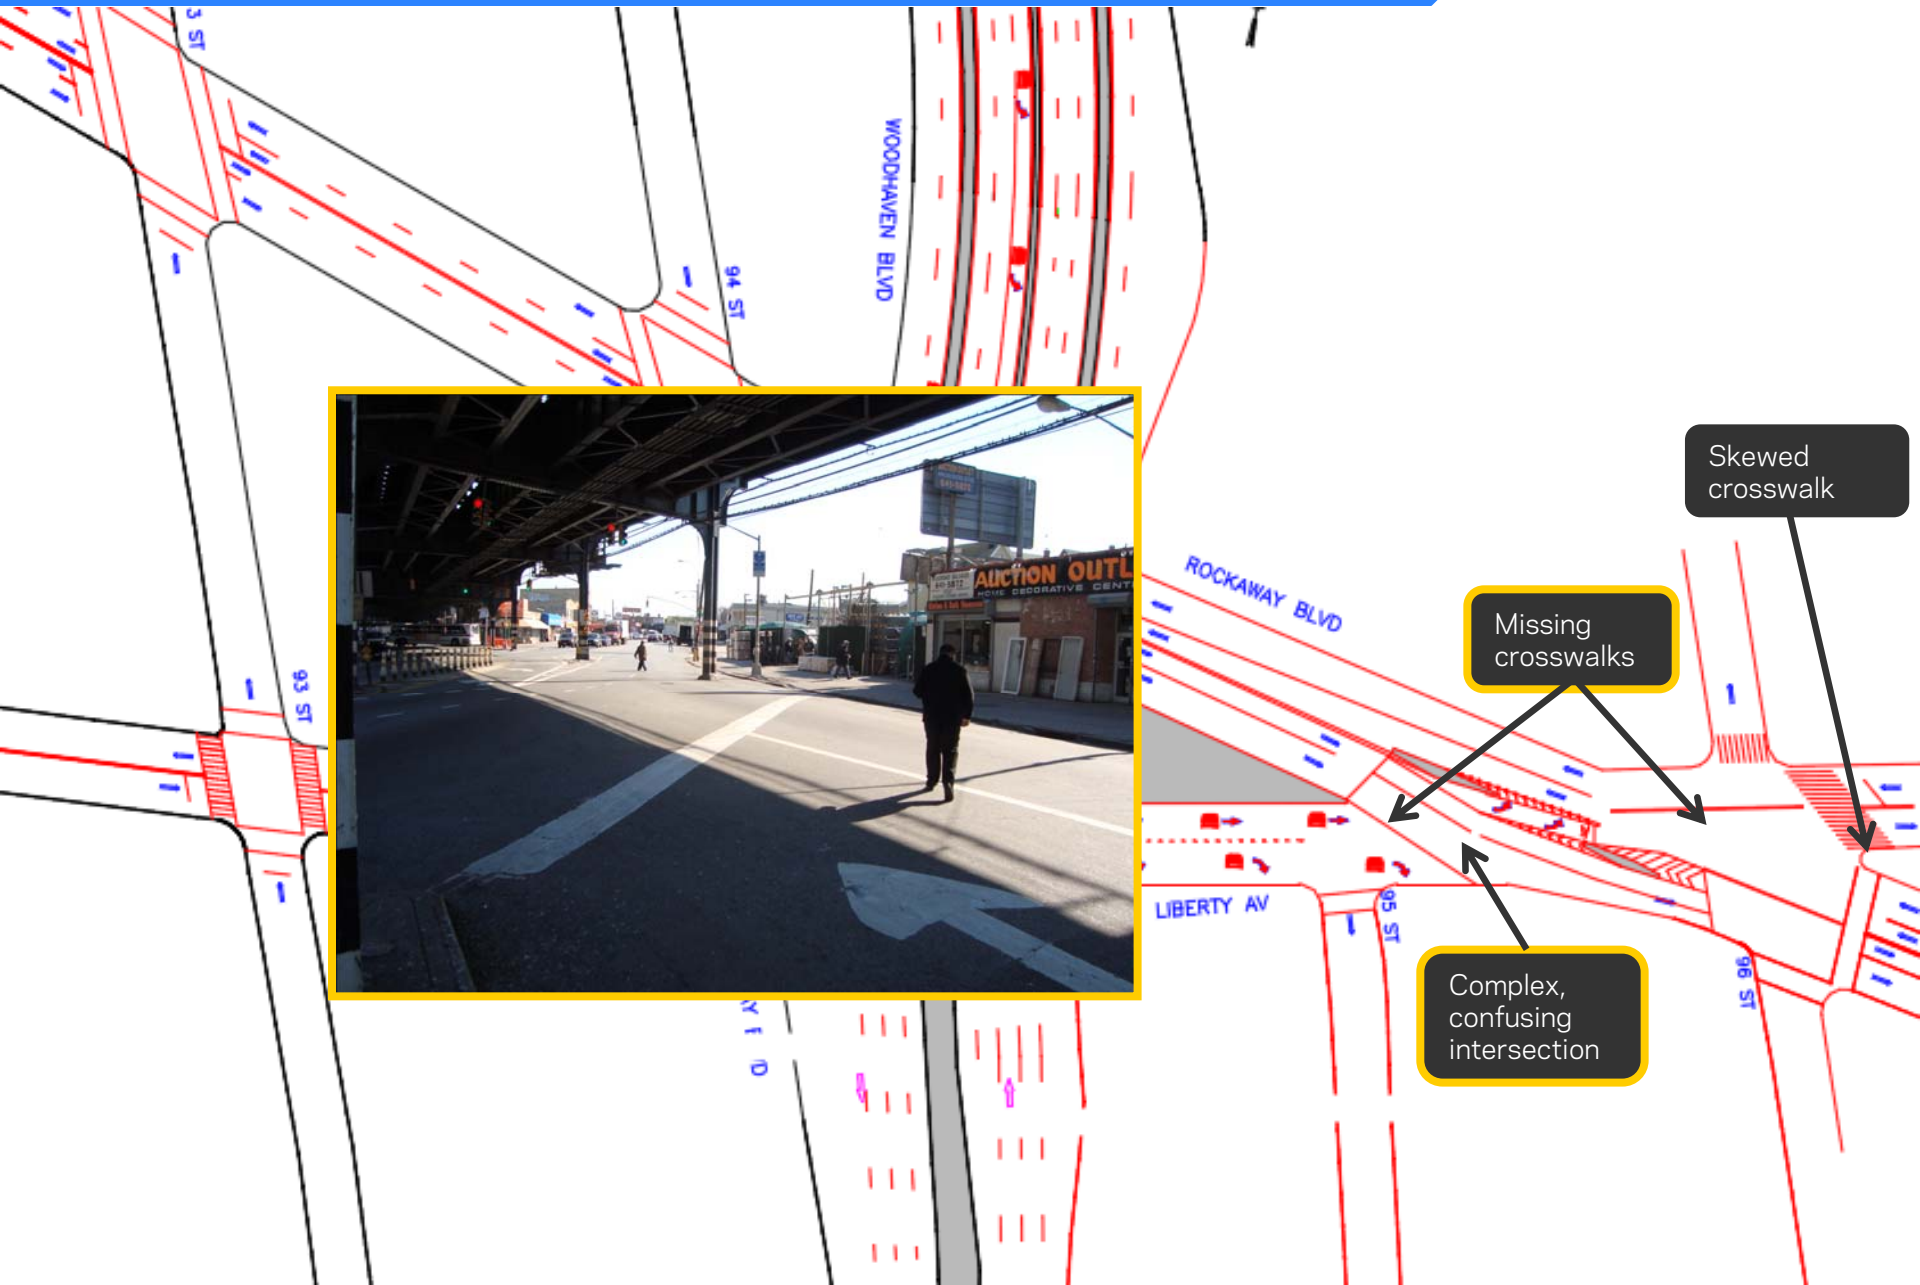 3 ST
WOODHAVEN BLVD
94 ST
Skewed
crosswalk
AUCTION OUTL
HOME DECORATIVE CENT
ROCKAWAY BLVD
Missing
crosswalks
93 ST
LIBERTY AV
95 ST
96 ST
Complex,
confusing
intersection